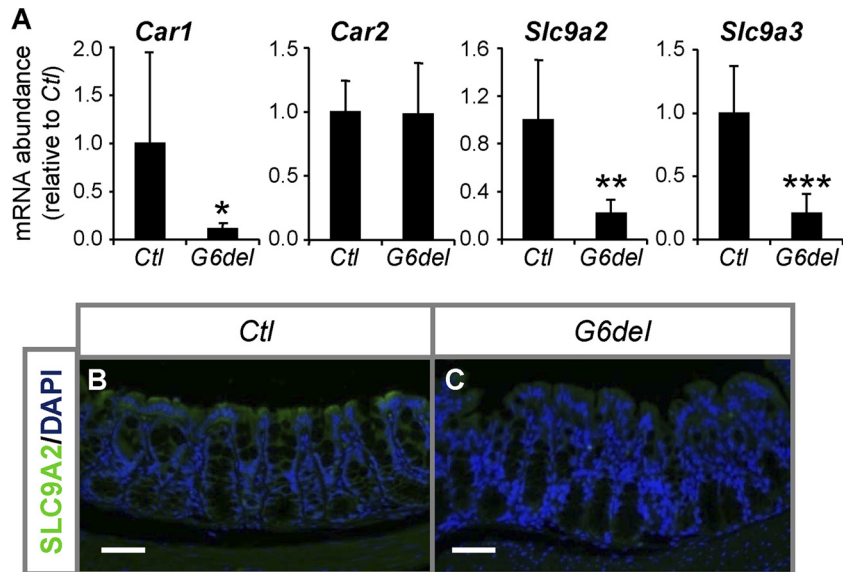 A
Car1 Car2 Slc9a2 Slc9a3
mRNA abundance
(relative to Ctl)
2.0
1.5
1.0
0.5
0.0
*
Ctl G6del
1.5
1.0
0.5
0.0
Ctl G6del
1.6
1.2
0.8
0.4
0.0
**
Ctl G6del
1.5
1.0
0.5
0.0
***
Ctl G6del
Ctl G6del
SLC9A2/DAPI
B
C